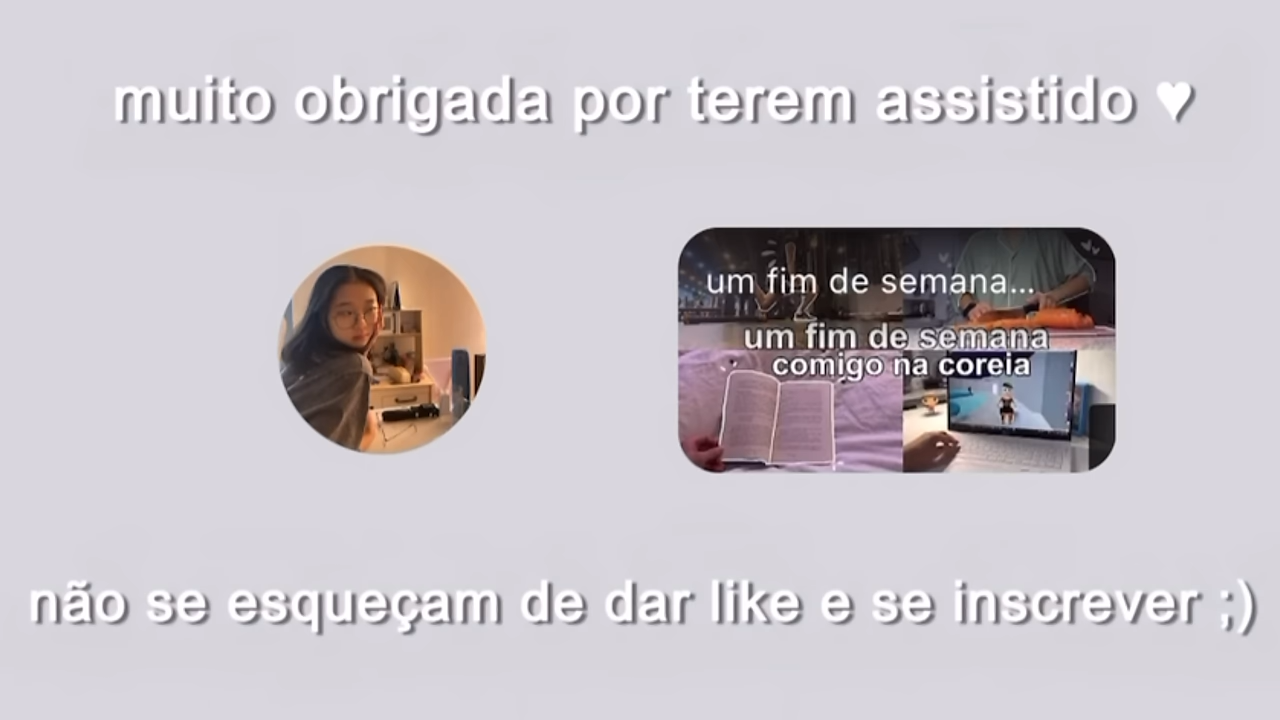 muito obrigada por terem assistido ♥
um fim de semana...
um fim de semana
comigo na coreia
não se esqueçam de dar like e se inscrever ;)